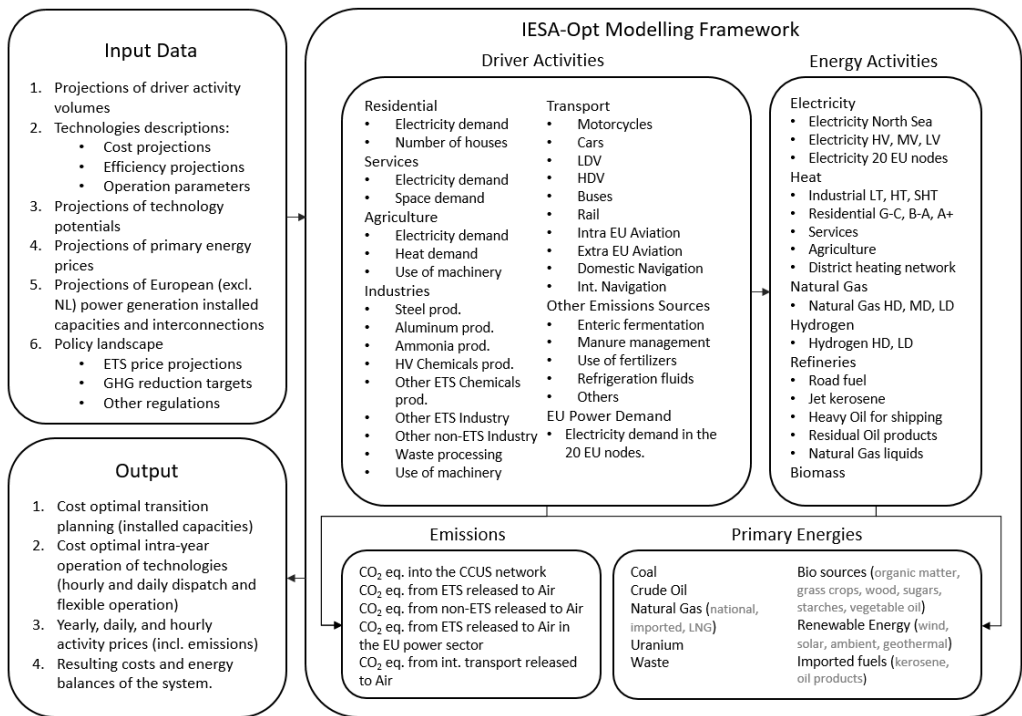 Input Data
1. Projections of driver activity
volumes
2. Technologies descriptions:
• Cost projections
• Efficiency projections
• Operation parameters
3. Projections of technology
potentials
4. Projections of primary energy
prices
5. Projections of European (excl.
NL) power generation installed
capacities and interconnections
6. Policy landscape
• ETS price projections
• GHG reduction targets
• Other regulations
Output
1. Cost optimal transition
planning (installed capacities)
2. Cost optimal intra-year
operation of technologies
(hourly and daily dispatch and
flexible operation)
3. Yearly, daily, and hourly
activity prices (incl. emissions)
4. Resulting costs and energy
balances of the system.
IESA-Opt Modelling Framework
Driver Activities
Residential
• Electricity demand
• Number of houses
Services
• Electricity demand
• Space demand
Agriculture
• Electricity demand
• Heat demand
• Use of machinery
Industries
• Steel prod.
• Aluminum prod.
• Ammonia prod.
• HV Chemicals prod.
• Other ETS Chemicals
prod.
• Other ETS Industry
• Other non-ETS Industry
• Waste processing
• Use of machinery
Transport
• Motorcycles
• Cars
• LDV
• HDV
• Buses
• Rail
• Intra EU Aviation
• Extra EU Aviation
• Domestic Navigation
• Int. Navigation
Other Emissions Sources
• Enteric fermentation
• Manure management
• Use of fertilizers
• Refrigeration fluids
• Others
EU Power Demand
• Electricity demand in the
20 EU nodes.
Energy Activities
Electricity
• Electricity North Sea
• Electricity HV, MV, LV
• Electricity 20 EU nodes
Heat
• Industrial LT, HT, SHT
• Residential G-C, B-A, A+
• Services
• Agriculture
• District heating network
Natural Gas
• Natural Gas HD, MD, LD
Hydrogen
• Hydrogen HD, LD
Refineries
• Road fuel
• Jet kerosene
• Heavy Oil for shipping
• Residual Oil products
• Natural Gas liquids
Biomass
Emissions
CO₂ eq. into the CCUS network
CO₂ eq. from ETS released to Air
CO₂ eq. from non-ETS released to Air
CO₂ eq. from ETS released to Air in
the EU power sector
CO₂ eq. from int. transport released
to Air
Primary Energies
Coal
Crude Oil
Natural Gas (national,
imported, LNG)
Uranium
Waste
Bio sources (organic matter,
grass crops, wood, sugars,
starches, vegetable oil)
Renewable Energy (wind,
solar, ambient, geothermal)
Imported fuels (kerosene,
oil products)